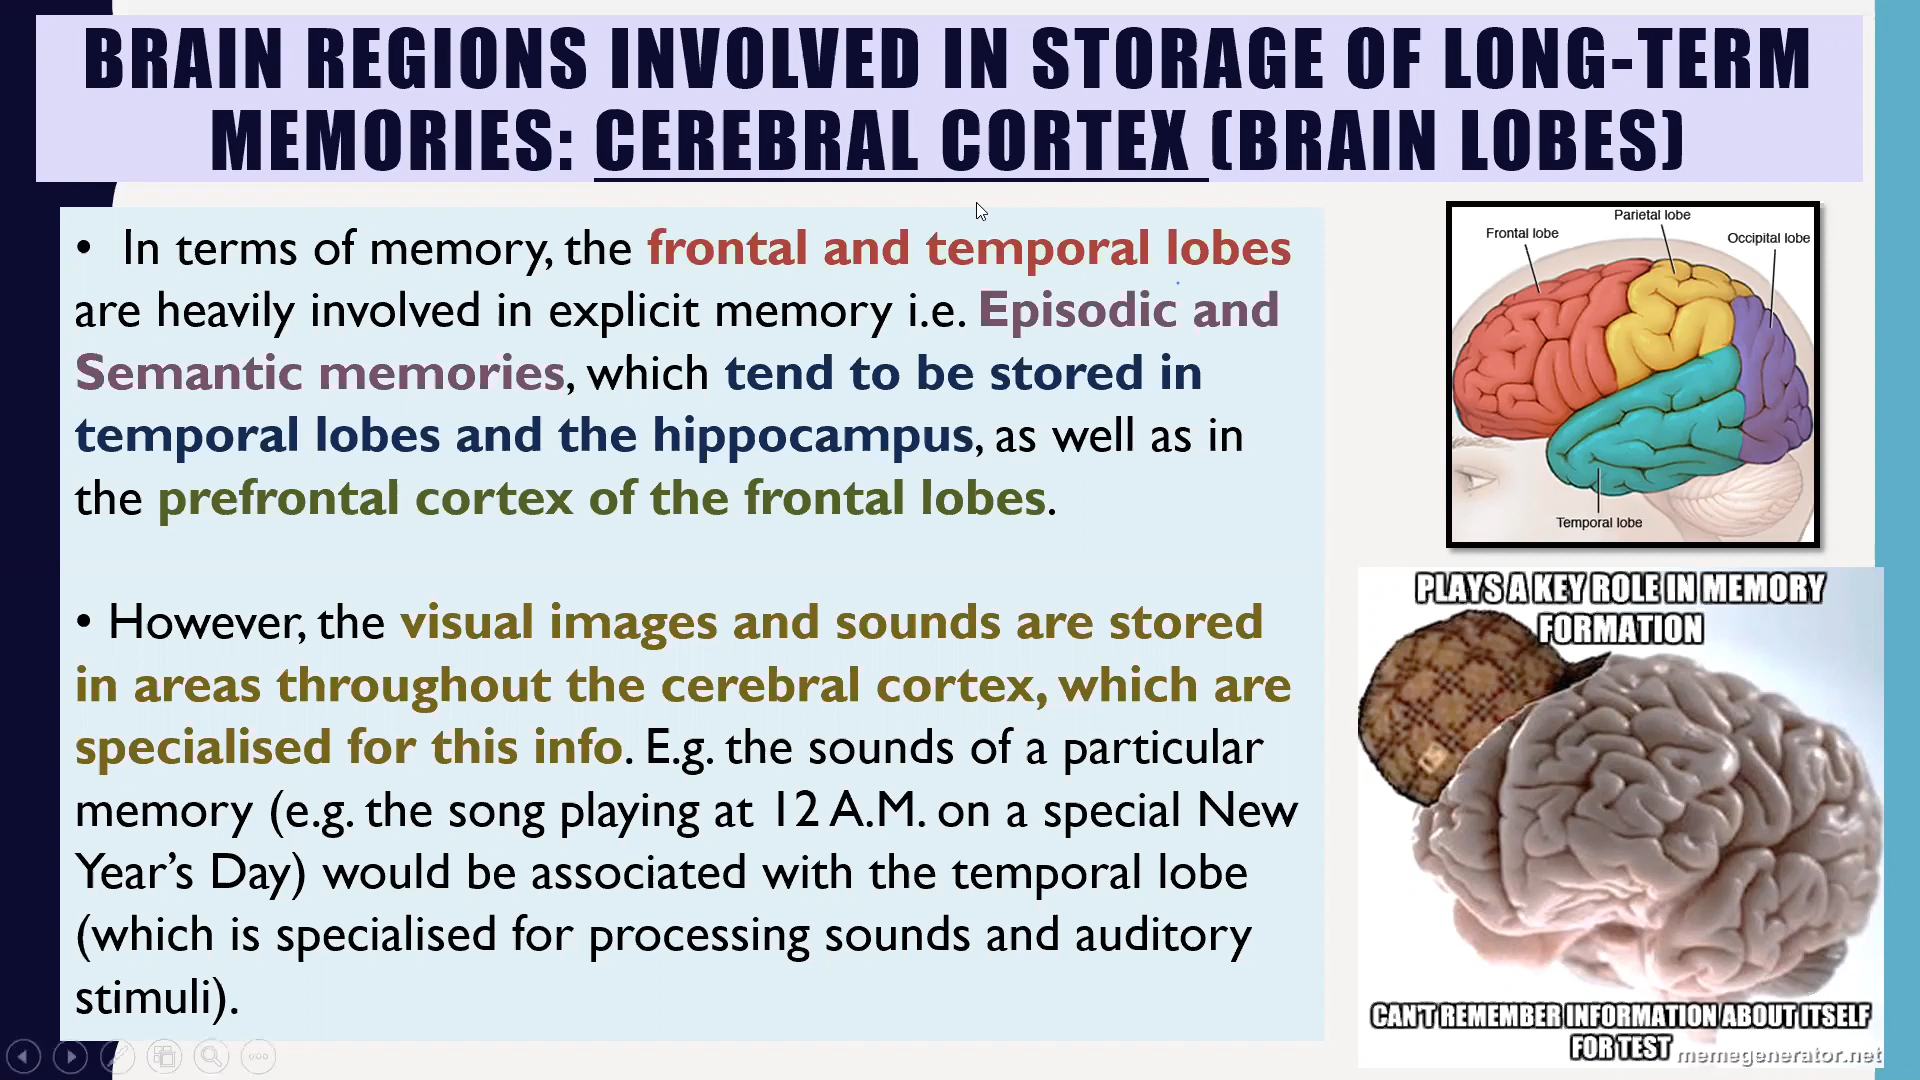 BRAIN REGIONS INVOLVED IN STORAGE OF LONG-TERM
MEMORIES: CEREBRAL CORTEX (BRAIN LOBES)
• In terms of memory, the frontal and temporal lobes
are heavily involved in explicit memory i.e. Episodic and
Semantic memories, which tend to be stored in
temporal lobes and the hippocampus, as well as in
the prefrontal cortex of the frontal lobes.
• However, the visual images and sounds are stored
in areas throughout the cerebral cortex, which are
specialised for this info. E.g. the sounds of a particular
memory (e.g. the song playing at 12 A.M. on a special New
Year’s Day) would be associated with the temporal lobe
(which is specialised for processing sounds and auditory
stimuli).
Parietal lobe
Frontal lobe
Occipital lobe
Temporal lobe
PLAYS A KEY ROLE IN MEMORY
FORMATION
CAN'T REMEMBER INFORMATION ABOUT ITSELF
FOR TEST
memegenerator.net